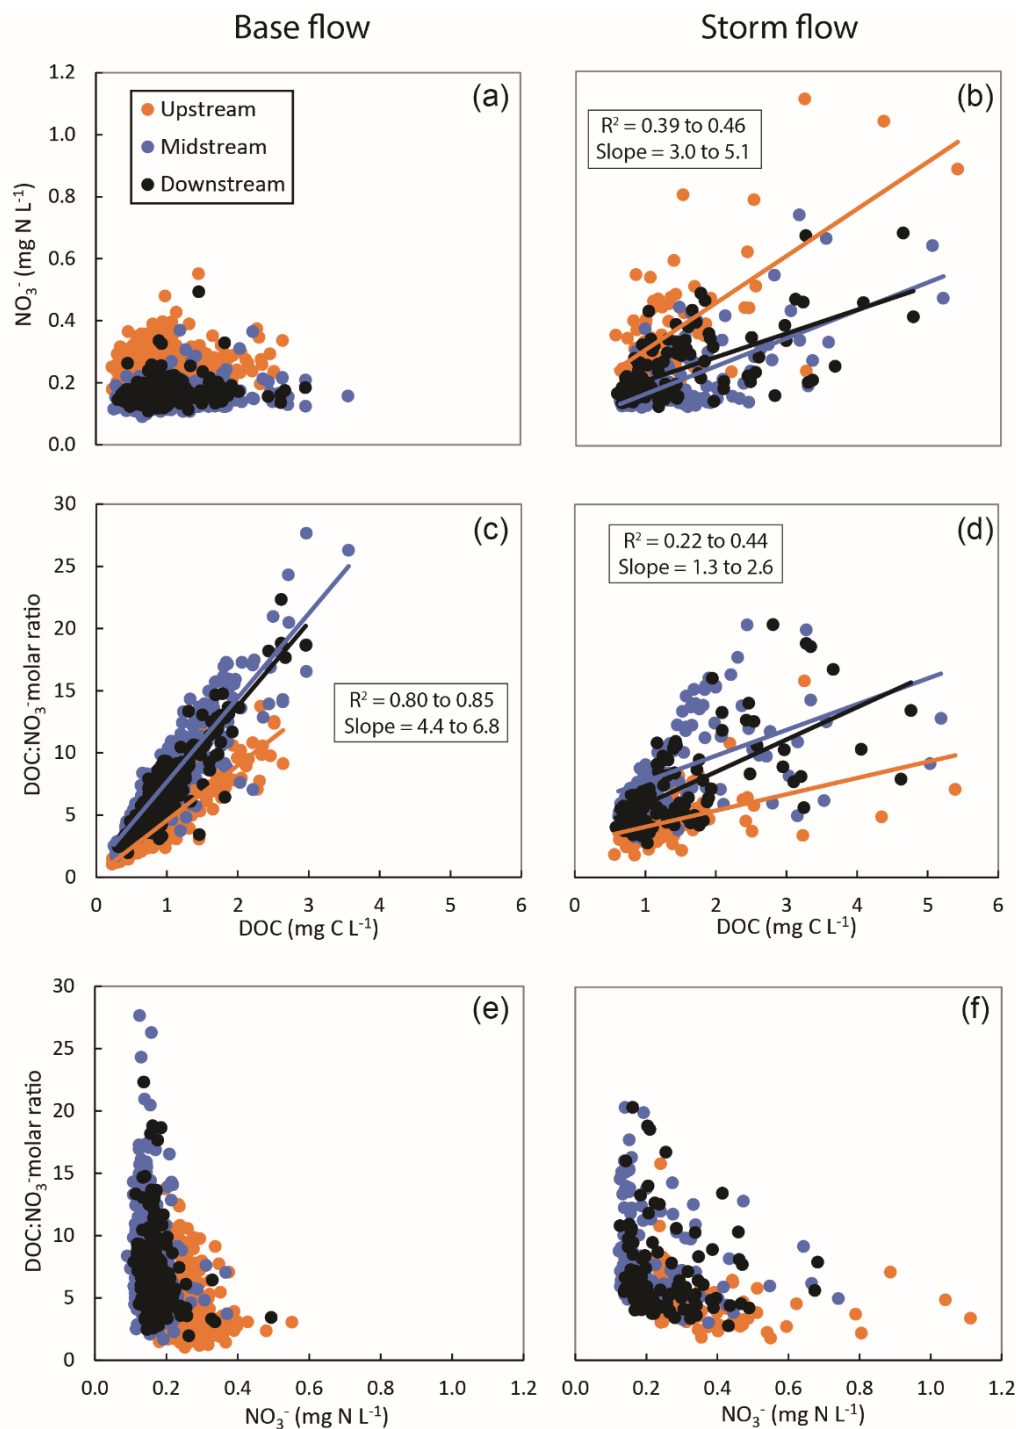 Base flow
Storm flow
1.2
1.0
0.8
0.6
0.4
0.2
0.0
NO₃⁻ (mg N L⁻¹)
Upstream
Midstream
Downstream
(a)
(b)
R² = 0.39 to 0.46
Slope = 3.0 to 5.1
30
25
20
15
10
5
0
DOC:NO₃⁻molar ratio
(c)
R² = 0.80 to 0.85
Slope = 4.4 to 6.8
(d)
R² = 0.22 to 0.44
Slope = 1.3 to 2.6
0 1 2 3 4 5 6
DOC (mg C L⁻¹)
0 1 2 3 4 5 6
DOC (mg C L⁻¹)
30
25
20
15
10
5
0
DOC:NO₃⁻molar ratio
(e)
(f)
0.0 0.2 0.4 0.6 0.8 1.0 1.2
NO₃⁻ (mg N L⁻¹)
0.0 0.2 0.4 0.6 0.8 1.0 1.2
NO₃⁻ (mg N L⁻¹)